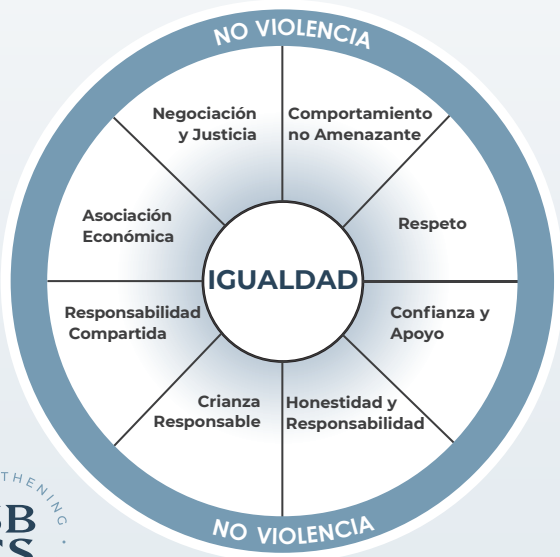 NO VIOLENCIA
Negociación
y Justicia
Comportamiento
no Amenazante
Asociación
Económica
Respeto
IGUALDAD
Responsabilidad
Compartida
Confianza y
Apoyo
Crianza
Responsable
Honestidad y
Responsabilidad
NO VIOLENCIA